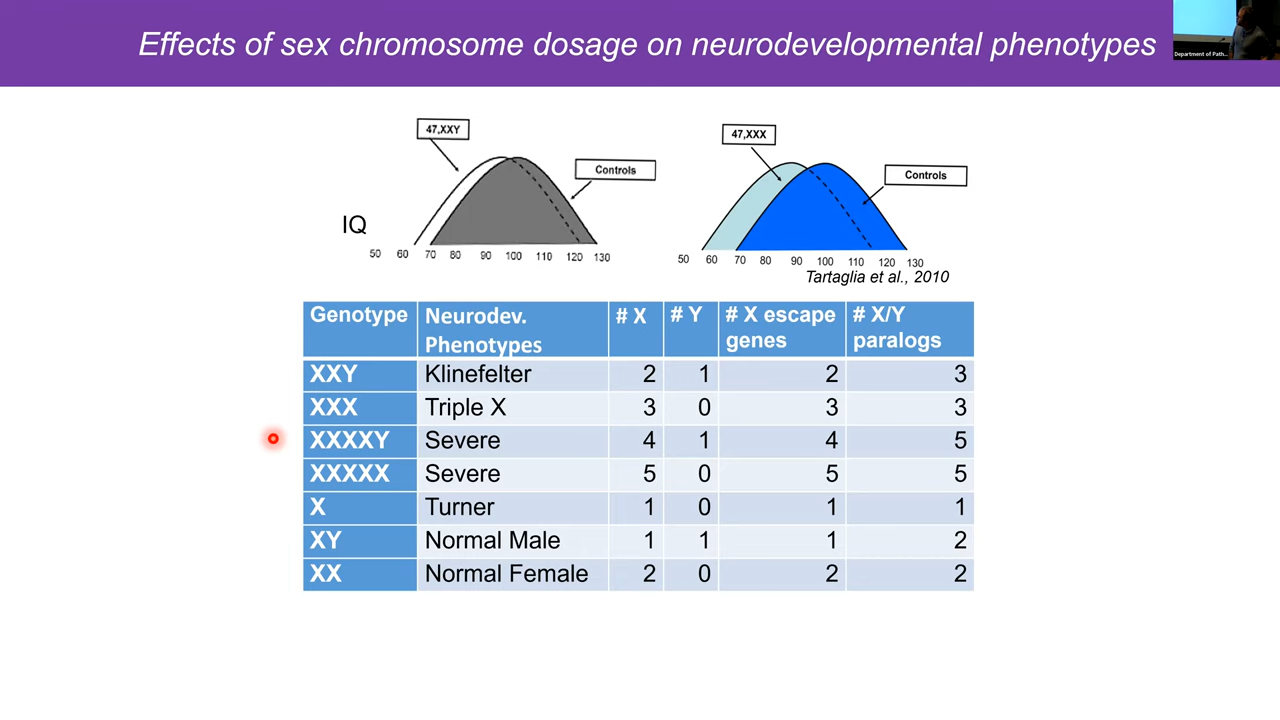 Effects of sex chromosome dosage on neurodevelopmental phenotypes
Department of Path...
47,XXY
Controls
47,XXX
Controls
IQ
50 60 70 80 90 100 110 120 130
50 60 70 80 90 100 110 120 130
Tartaglia et al., 2010
Genotype Neurodev. Phenotypes # X # Y # X escape genes # X/Y paralogs
XXY Klinefelter 2 1 2 3
XXX Triple X 3 0 3 3
XXXXY Severe 4 1 4 5
XXXXX Severe 5 0 5 5
X Turner 1 0 1 1
XY Normal Male 1 1 1 2
XX Normal Female 2 0 2 2